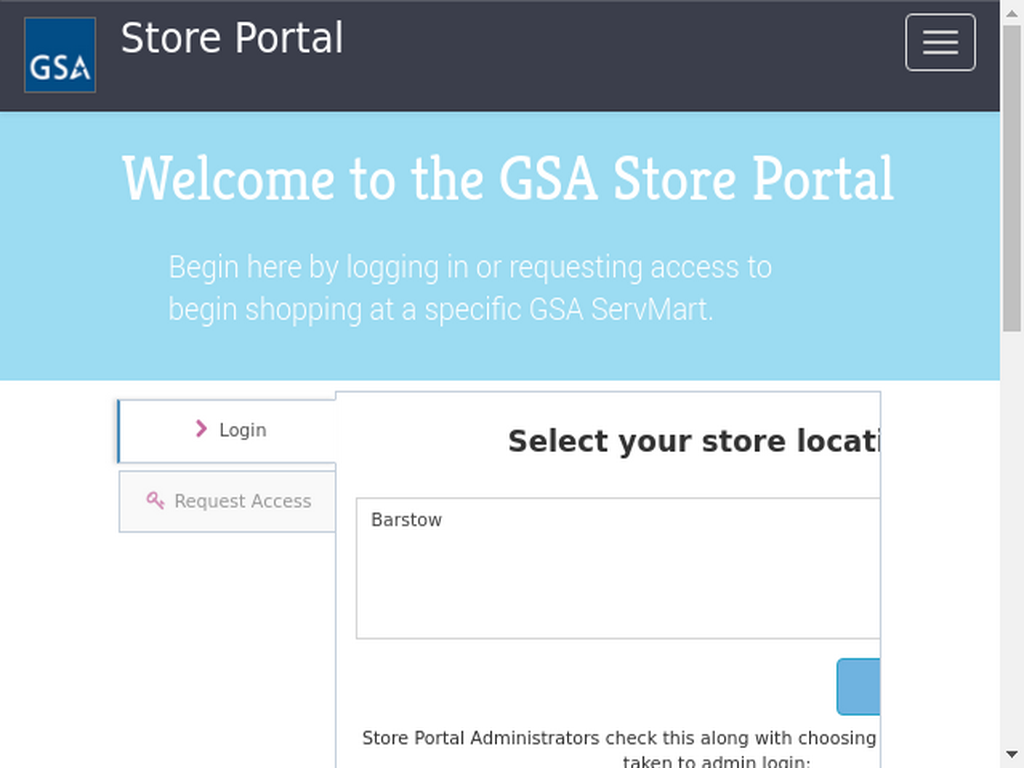 GSA
Store Portal
Welcome to the GSA Store Portal
Begin here by logging in or requesting access to
begin shopping at a specific GSA ServMart.
Login
Select your store locati
Request Access
Barstow
Store Portal Administrators check this along with choosing
taken to admin login: